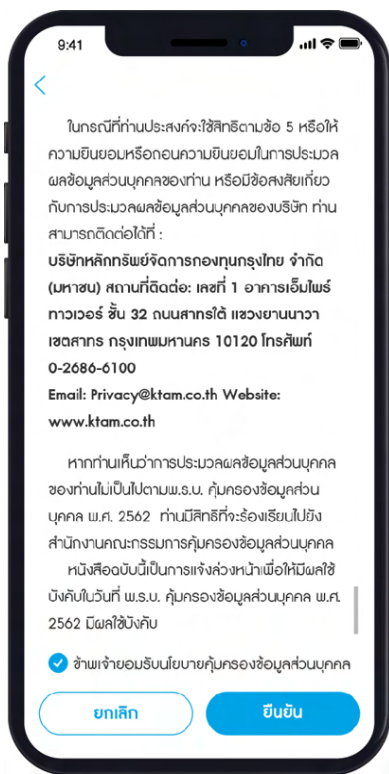 9:41
ในกรณีที่ท่านประสงค์จะใช้สิทธิตามข้อ 5 หรือให้
ความยินยอมหรือถอนความยินยอมในการประมวล
ผลข้อมูลส่วนบุคคลของท่าน หรือมีข้อสงสัยเกี่ยว
กับการประมวลผลข้อมูลส่วนบุคคลของบริษัท ท่าน
สามารถติดต่อได้ที่ :
บริษัทหลักทรัพย์จัดการกองทุนกรุงไทย จำกัด
(มหาชน) สถานที่ติดต่อ: เลขที่ 1 อาคารเอ็มไพร์
ทาวเวอร์ ชั้น 32 ถนนสาทรใต้ แขวงยานนาวา
เขตสาทร กรุงเทพมหานคร 10120 โทรศัพท์
0-2686-6100
Email: Privacy@ktam.co.th Website:
www.ktam.co.th
หากท่านเห็นว่าการประมวลผลข้อมูลส่วนบุคคล
ของท่านไม่เป็นไปตามพ.ร.บ. คุ้มครองข้อมูลส่วน
บุคคล พ.ศ. 2562 ท่านมีสิทธิที่จะร้องเรียนไปยัง
สำนักงานคณะกรรมการคุ้มครองข้อมูลส่วนบุคคล
หนังสือฉบับนี้เป็นการแจ้งล่วงหน้าเพื่อให้มีผลใช้
บังคับในวันที่ พ.ร.บ. คุ้มครองข้อมูลส่วนบุคคล พ.ศ.
2562 มีผลใช้บังคับ
ข้าพเจ้ายอมรับนโยบายคุ้มครองข้อมูลส่วนบุคคล
ยกเลิก
ยืนยัน